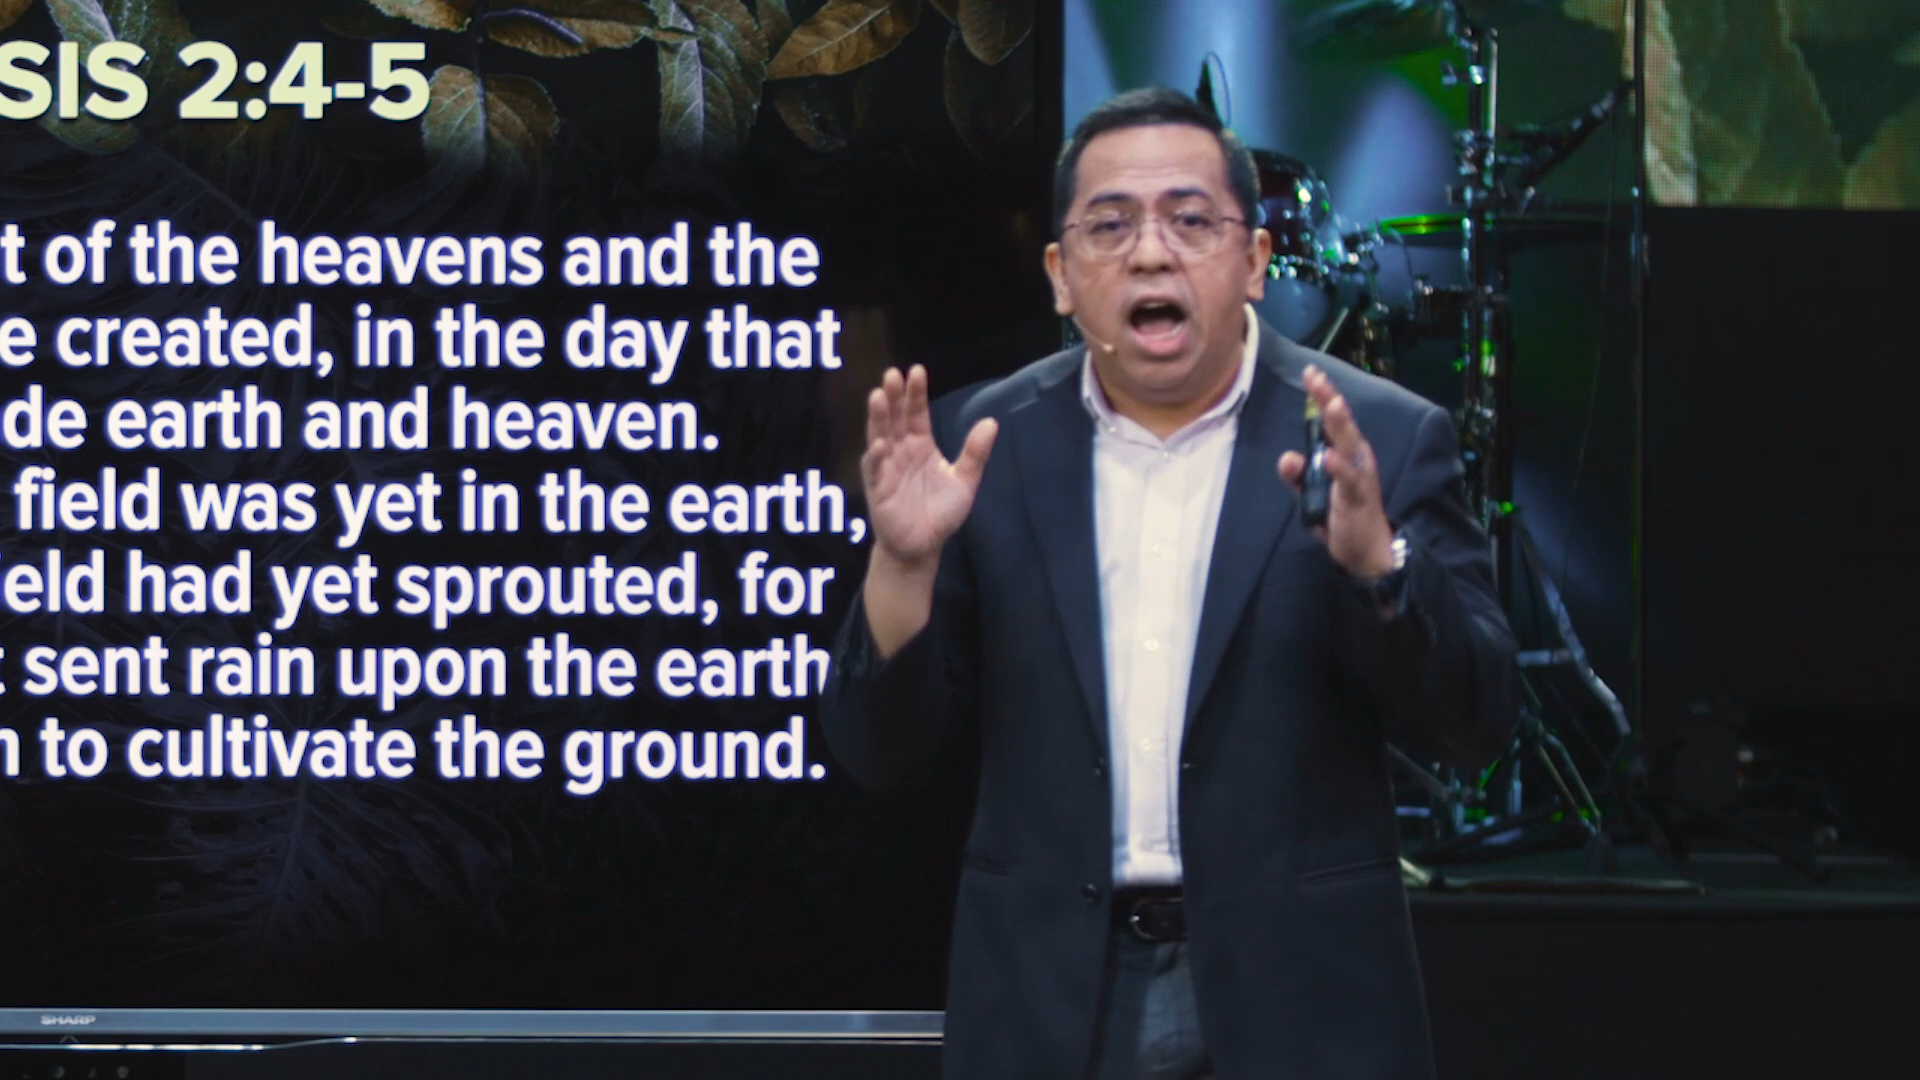 SIS 2:4-5
t of the heavens and the
e created, in the day that
de earth and heaven.
field was yet in the earth,
ield had yet sprouted, for
t sent rain upon the earth
n to cultivate the ground.
SHARP